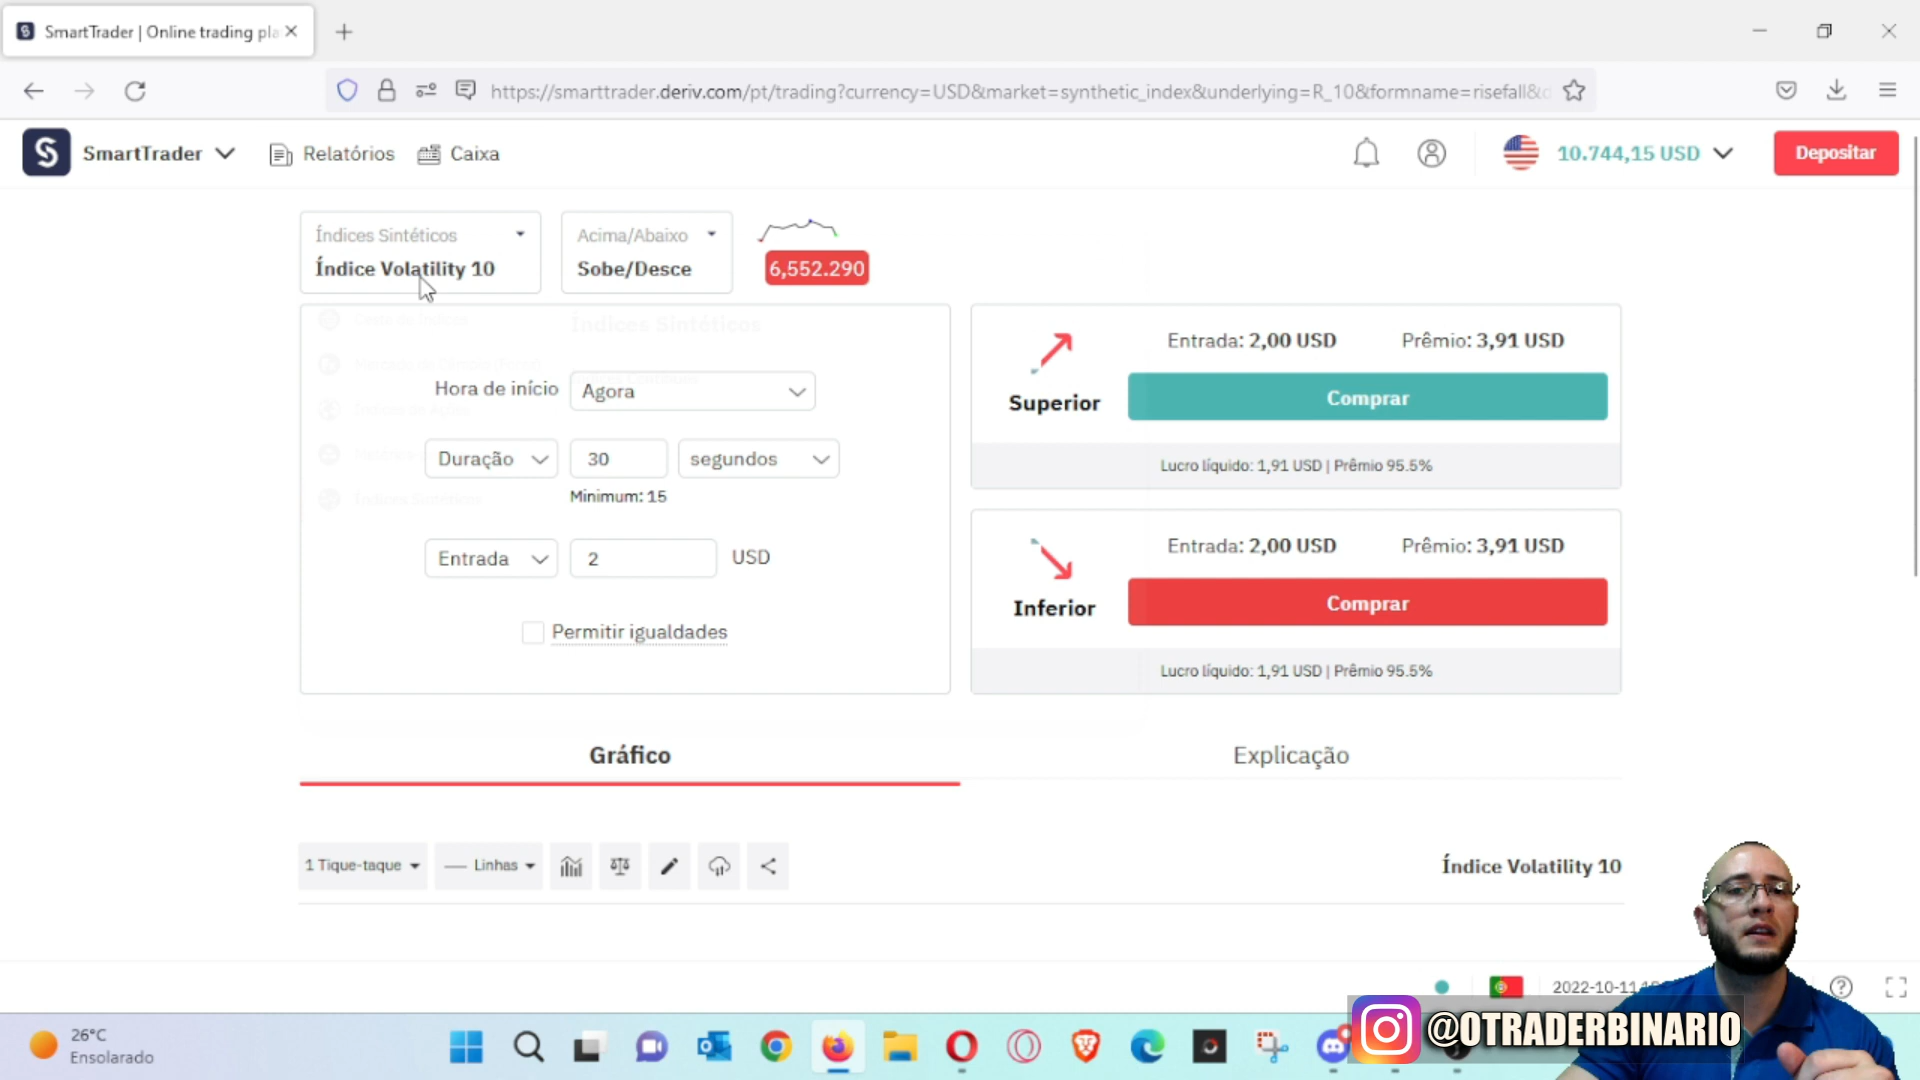 SmartTrader | Online trading pla
https://smarttrader.deriv.com/pt/trading?currency=USD&market=synthetic_index&underlying=R_10&formname=risefall&
SmartTrader
Relatórios
Caixa
10.744,15 USD
Depositar
Índices Sintéticos
Índice Volatility 10
Acima/Abaixo
Sobe/Desce
6,552.290
Índices Sintéticos
Hora de início
Agora
Duração
30
segundos
Minimum: 15
Entrada
2
USD
Permitir igualdades
Superior
Entrada: 2,00 USD
Prêmio: 3,91 USD
Comprar
Lucro líquido: 1,91 USD | Prêmio 95.5%
Inferior
Entrada: 2,00 USD
Prêmio: 3,91 USD
Comprar
Lucro líquido: 1,91 USD | Prêmio 95.5%
Gráfico
Explicação
1 Tique-taque
Linhas
Índice Volatility 10
2022-10-11
26°C
Ensolarado
@OTRADERBINARIO